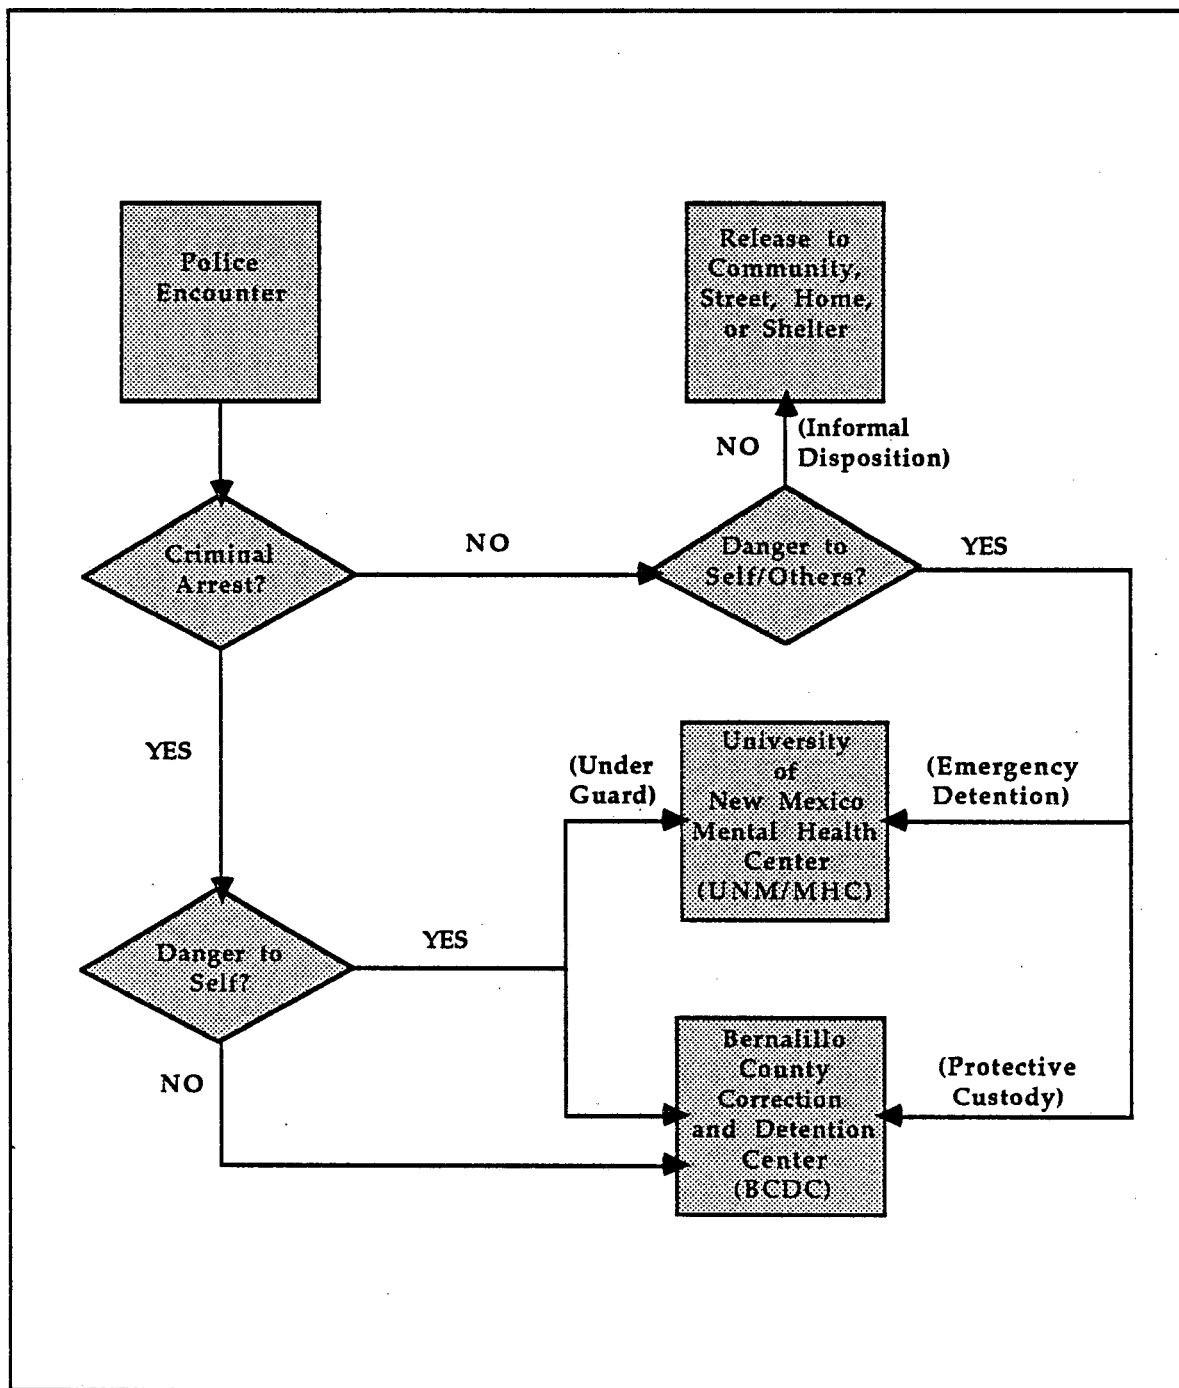 Police
Encounter
Release to
Community,
Street, Home,
or Shelter
NO
(Informal
Disposition)
Criminal
Arrest?
NO
Danger to
Self/Others?
YES
YES
(Under
Guard)
University
of
New Mexico
Mental Health
Center
(UNM/MHC)
(Emergency
Detention)
Danger to
Self?
YES
NO
Bernalillo
County
Correction
and Detention
Center
(BCDC)
(Protective
Custody)